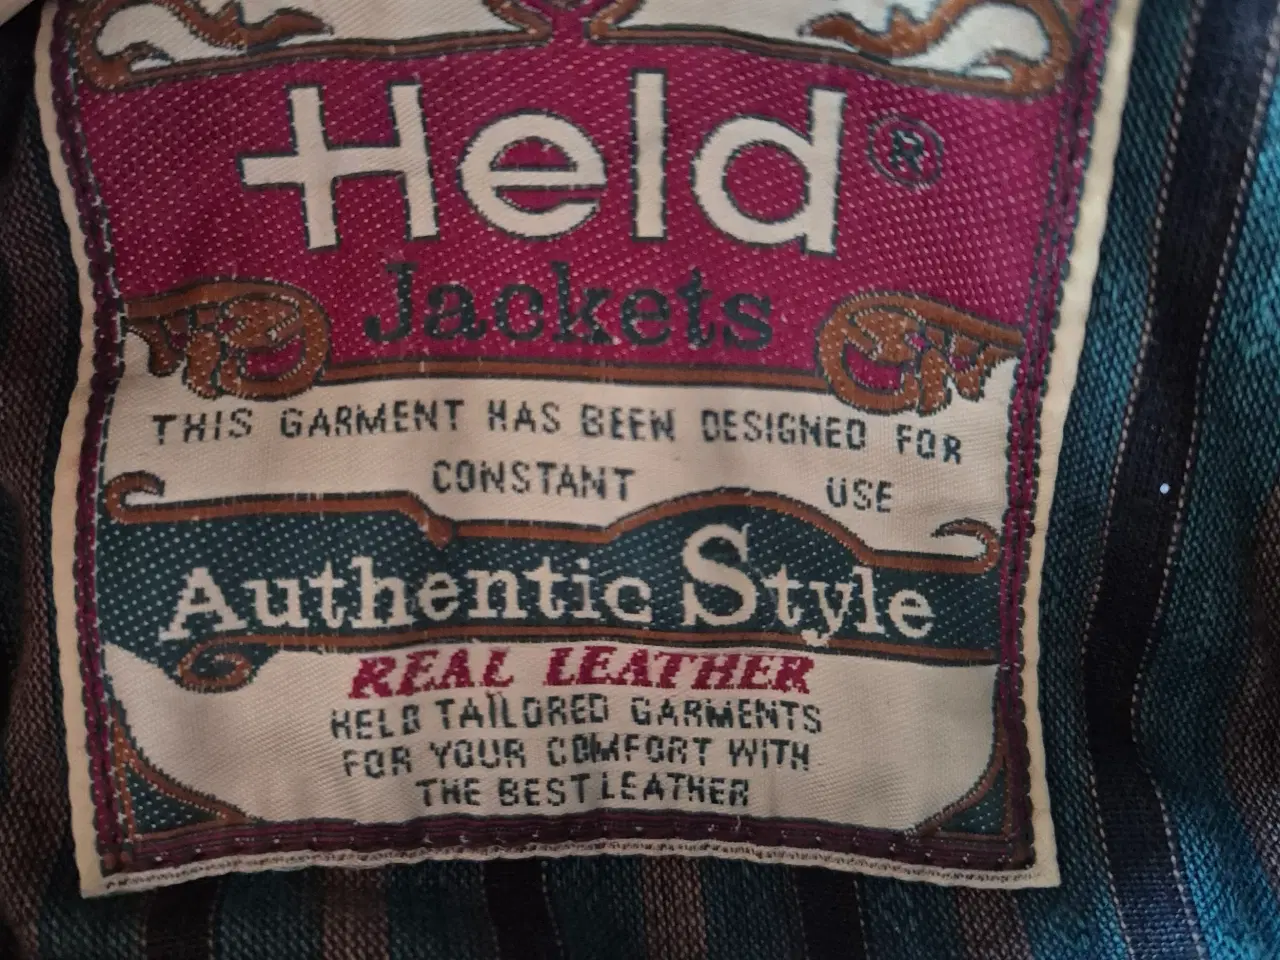 Held ®
Jackets
THIS GARMENT HAS BEEN DESIGNED FOR
CONSTANT USE
Authentic Style
REAL LEATHER
HELD TAILORED GARMENTS
FOR YOUR COMFORT WITH
THE BEST LEATHER